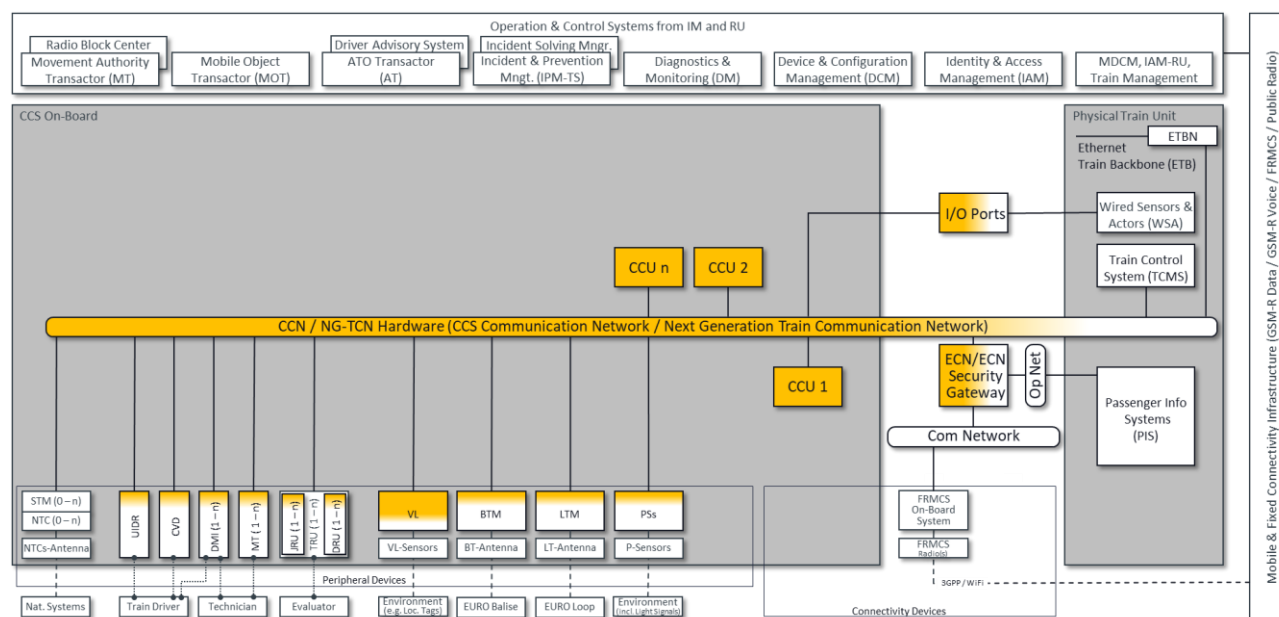 Operation & Control Systems from IM and RU
Radio Block Center
Movement Authority
Transactor (MT)
Mobile Object
Transactor (MOT)
Driver Advisory System
ATO Transactor
(AT)
Incident Solving Mngr.
Incident & Prevention
Mngt. (IPM-TS)
Diagnostics &
Monitoring (DM)
Device & Configuration
Management (DCM)
Identity & Access
Management (IAM)
MDCM, IAM-RU,
Train Management
Mobile & Fixed Connectivity Infrastructure (GSM-R Data / GSM-R Voice / FRMCS / Public Radio)
CCS On-Board
Physical Train Unit
ETBN
Ethernet
Train Backbone (ETB)
I/O Ports
Wired Sensors &
Actors (WSA)
CCU n
CCU 2
Train Control
System (TCMS)
CCN / NG-TCN Hardware (CCS Communication Network / Next Generation Train Communication Network)
CCU 1
ECN/ECN
Security
Gateway
Op Net
Passenger Info
Systems
(PIS)
Com Network
STM (0 – n)
NTC (0 – n)
NTCs-Antenna
UIDR
CVD
DMI (1 – n)
MT ( 1 – n)
JRU (1 – n)
TRU (1 – n)
DRU (1 – n)
VL
VL-Sensors
BTM
BT-Antenna
LTM
LT-Antenna
PSs
P-Sensors
FRMCS
On-Board
System
FRMCS
Radio(s)
Peripheral Devices
3GPP / WiFi
Nat. Systems
Train Driver
Technician
Evaluator
Environment
(e.g. Loc. Tags)
EURO Balise
EURO Loop
Environment
(incl. Light Signals)
Connectivity Devices